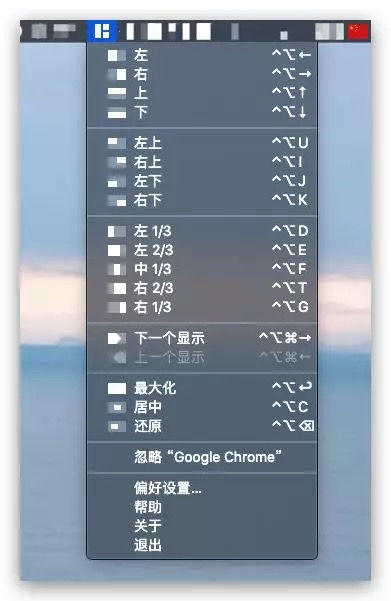 左 ^⌥←
右 ^⌥→
上 ^⌥↑
下 ^⌥↓
左上 ^⌥U
右上 ^⌥I
左下 ^⌥J
右下 ^⌥K
左 1/3 ^⌥D
左 2/3 ^⌥E
中 1/3 ^⌥F
右 2/3 ^⌥T
右 1/3 ^⌥G
下一个显示 ^⌥⌘→
上一个显示 ^⌥⌘←
最大化 ^⌥↩
居中 ^⌥C
还原 ^⌥⌫
忽略 “Google Chrome”
偏好设置...
帮助
关于
退出